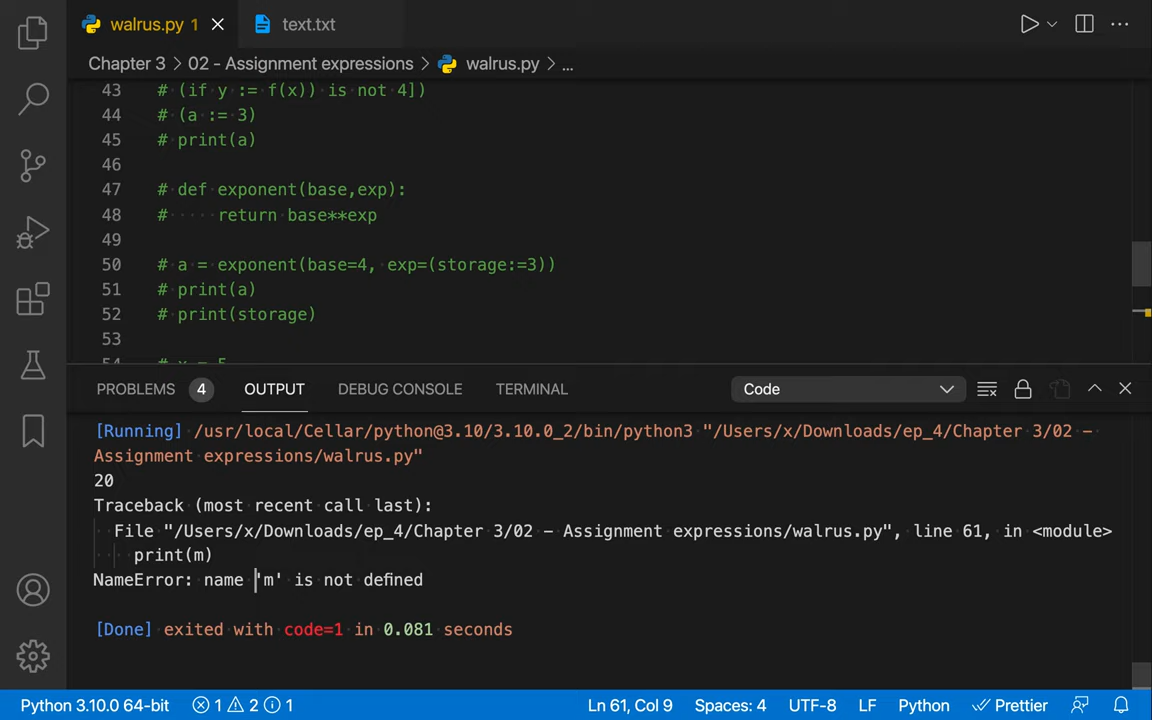 walrus.py 1
text.txt
Chapter 3 > 02 - Assignment expressions > walrus.py > ...
43 # (if y := f(x)) is not 4])
44 # (a := 3)
45 # print(a)
46
47 # def exponent(base,exp):
48 # ····· return base**exp
49
50 # a = exponent(base=4, exp=(storage:=3))
51 # print(a)
52 # print(storage)
53
54 # x = 5
PROBLEMS 4 OUTPUT DEBUG CONSOLE TERMINAL Code
[Running] /usr/local/Cellar/python@3.10/3.10.0_2/bin/python3 "/Users/x/Downloads/ep_4/Chapter 3/02 -
Assignment expressions/walrus.py"
20
Traceback (most recent call last):
File "/Users/x/Downloads/ep_4/Chapter 3/02 - Assignment expressions/walrus.py", line 61, in <module>
print(m)
NameError: name 'm' is not defined
[Done] exited with code=1 in 0.081 seconds
Python 3.10.0 64-bit 1 2 1 Ln 61, Col 9 Spaces: 4 UTF-8 LF Python Prettier